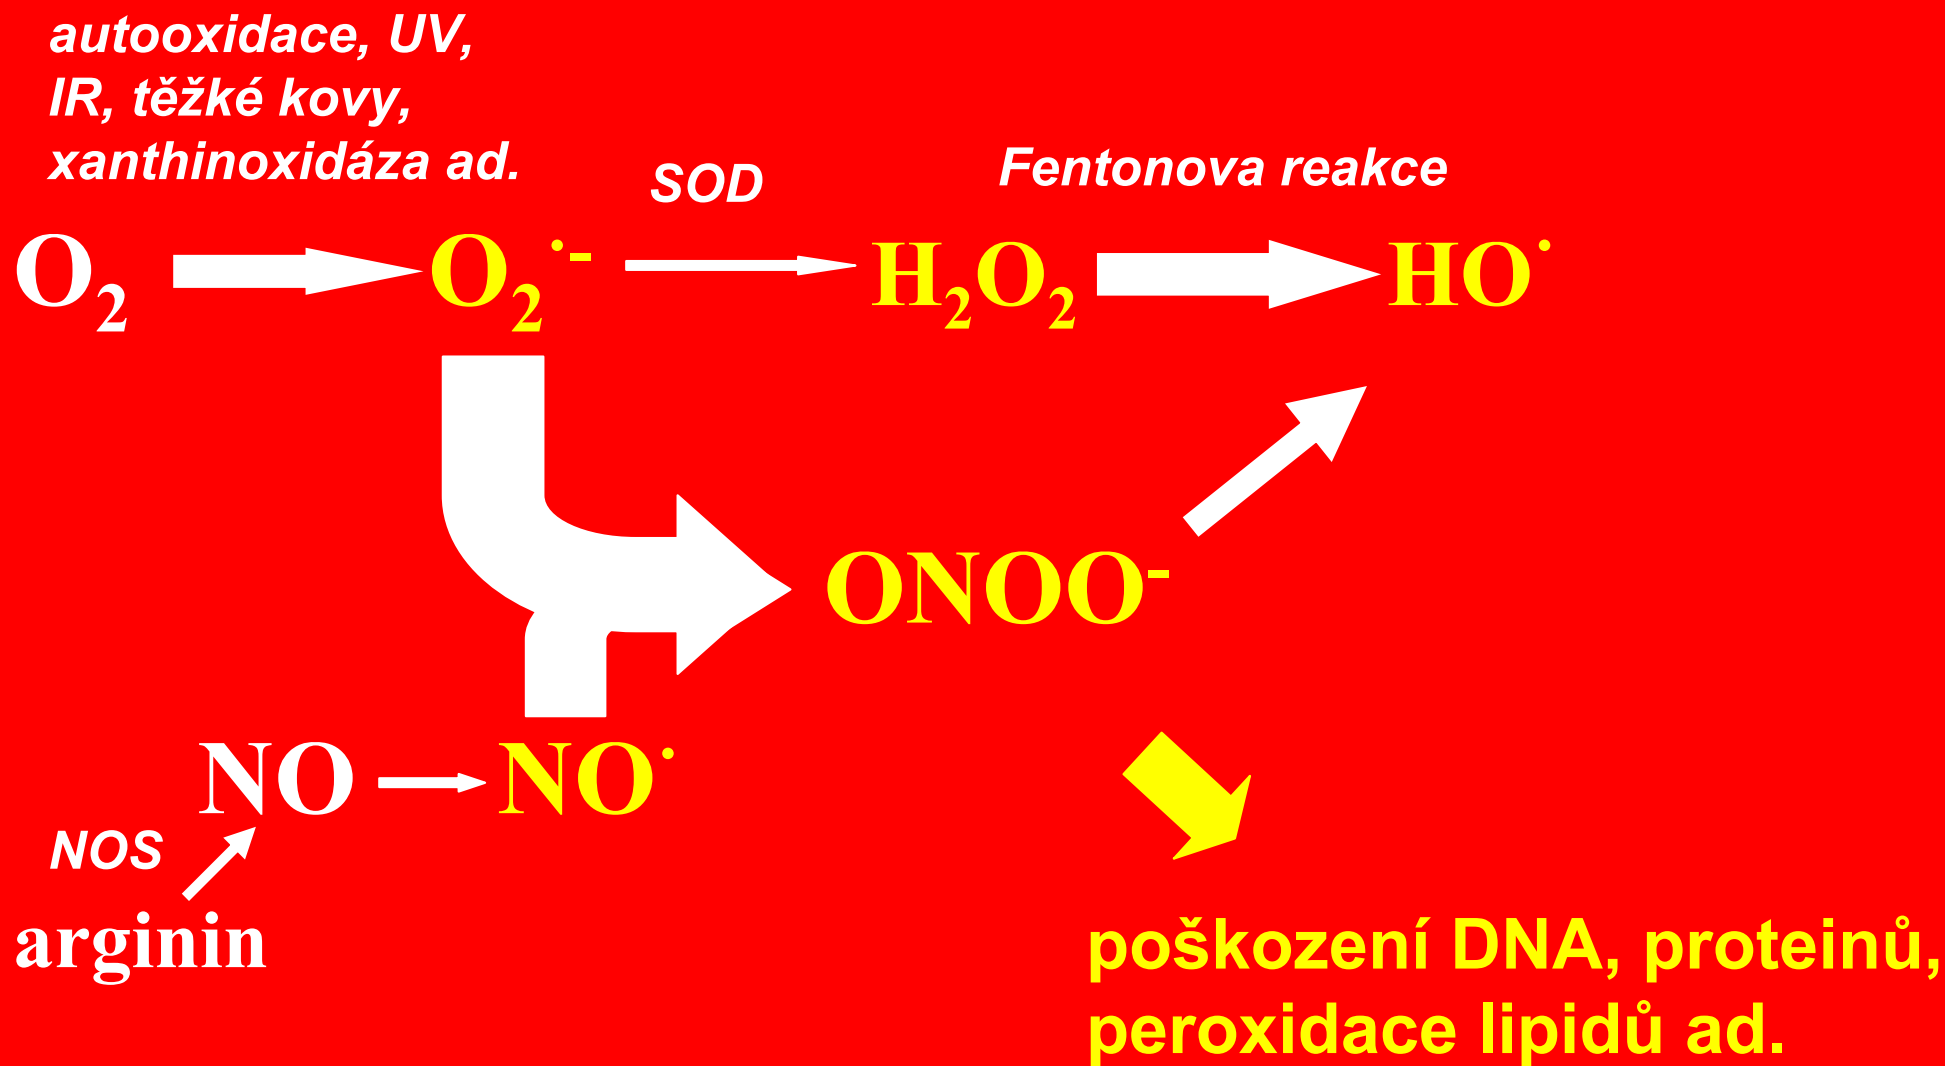 autooxidace, UV,
IR, těžké kovy,
xanthinoxidáza ad.
SOD
Fentonova reakce
O₂ O₂˙⁻ H₂O₂ HO˙
ONOO⁻
NO NO˙
NOS
arginin
poškození DNA, proteinů,
peroxidace lipidů ad.